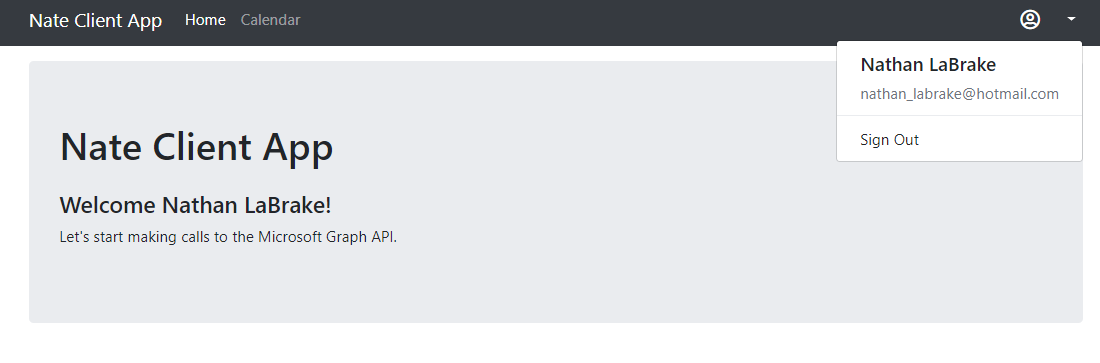 Nate Client App Home Calendar
Nathan LaBrake
nathan_labrake@hotmail.com
Sign Out
Nate Client App
Welcome Nathan LaBrake!
Let's start making calls to the Microsoft Graph API.